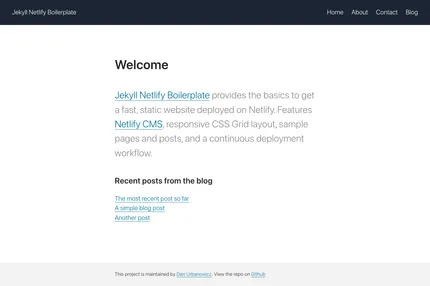 Jekyll Netlify Boilerplate
Home About Contact Blog
Welcome
Jekyll Netlify Boilerplate provides the basics to get
a fast, static website deployed on Netlify. Features
Netlify CMS, responsive CSS Grid layout, sample
pages and posts, and a continuous deployment
workflow.
Recent posts from the blog
The most recent post so far
A simple blog post
Another post
This project is maintained by Dan Urbanowicz. View the repo on Github